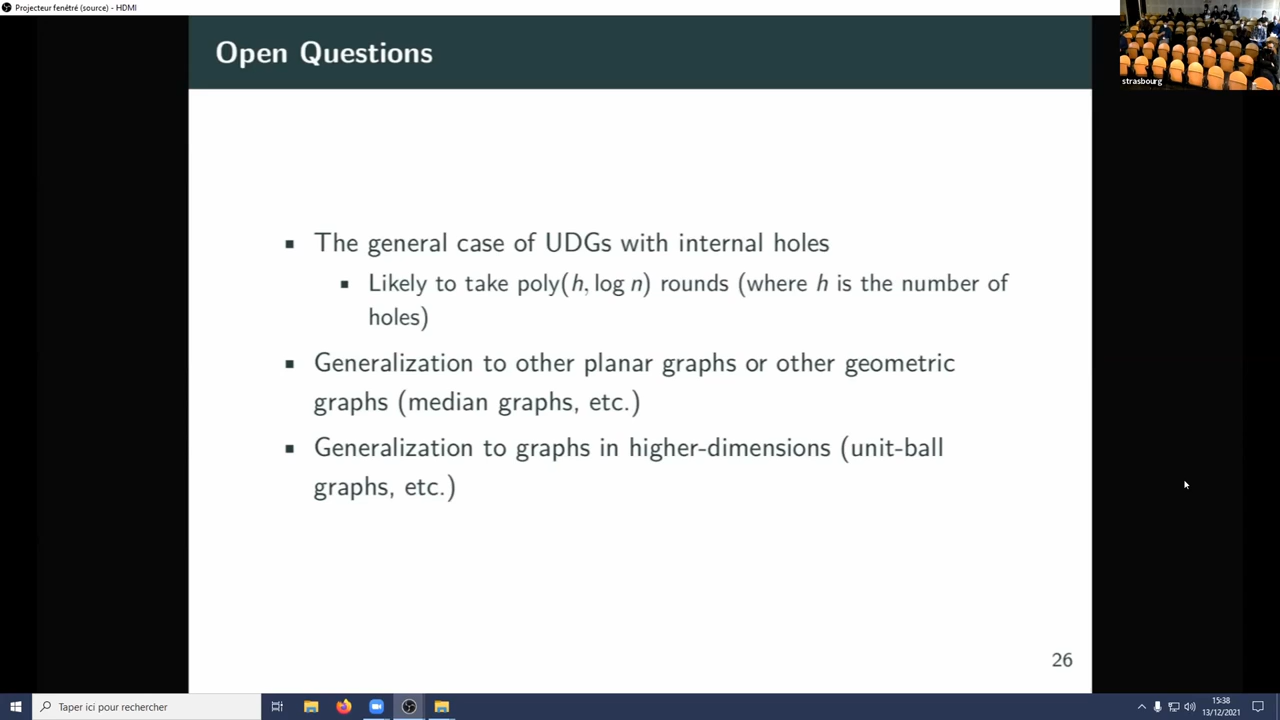 Projecteur fenêtré (source) - HDMI
strasbourg
Open Questions
▪ The general case of UDGs with internal holes
▪ Likely to take poly(h, log n) rounds (where h is the number of
holes)
▪ Generalization to other planar graphs or other geometric
graphs (median graphs, etc.)
▪ Generalization to graphs in higher-dimensions (unit-ball
graphs, etc.)
26
Taper ici pour rechercher
15:38
13/12/2021